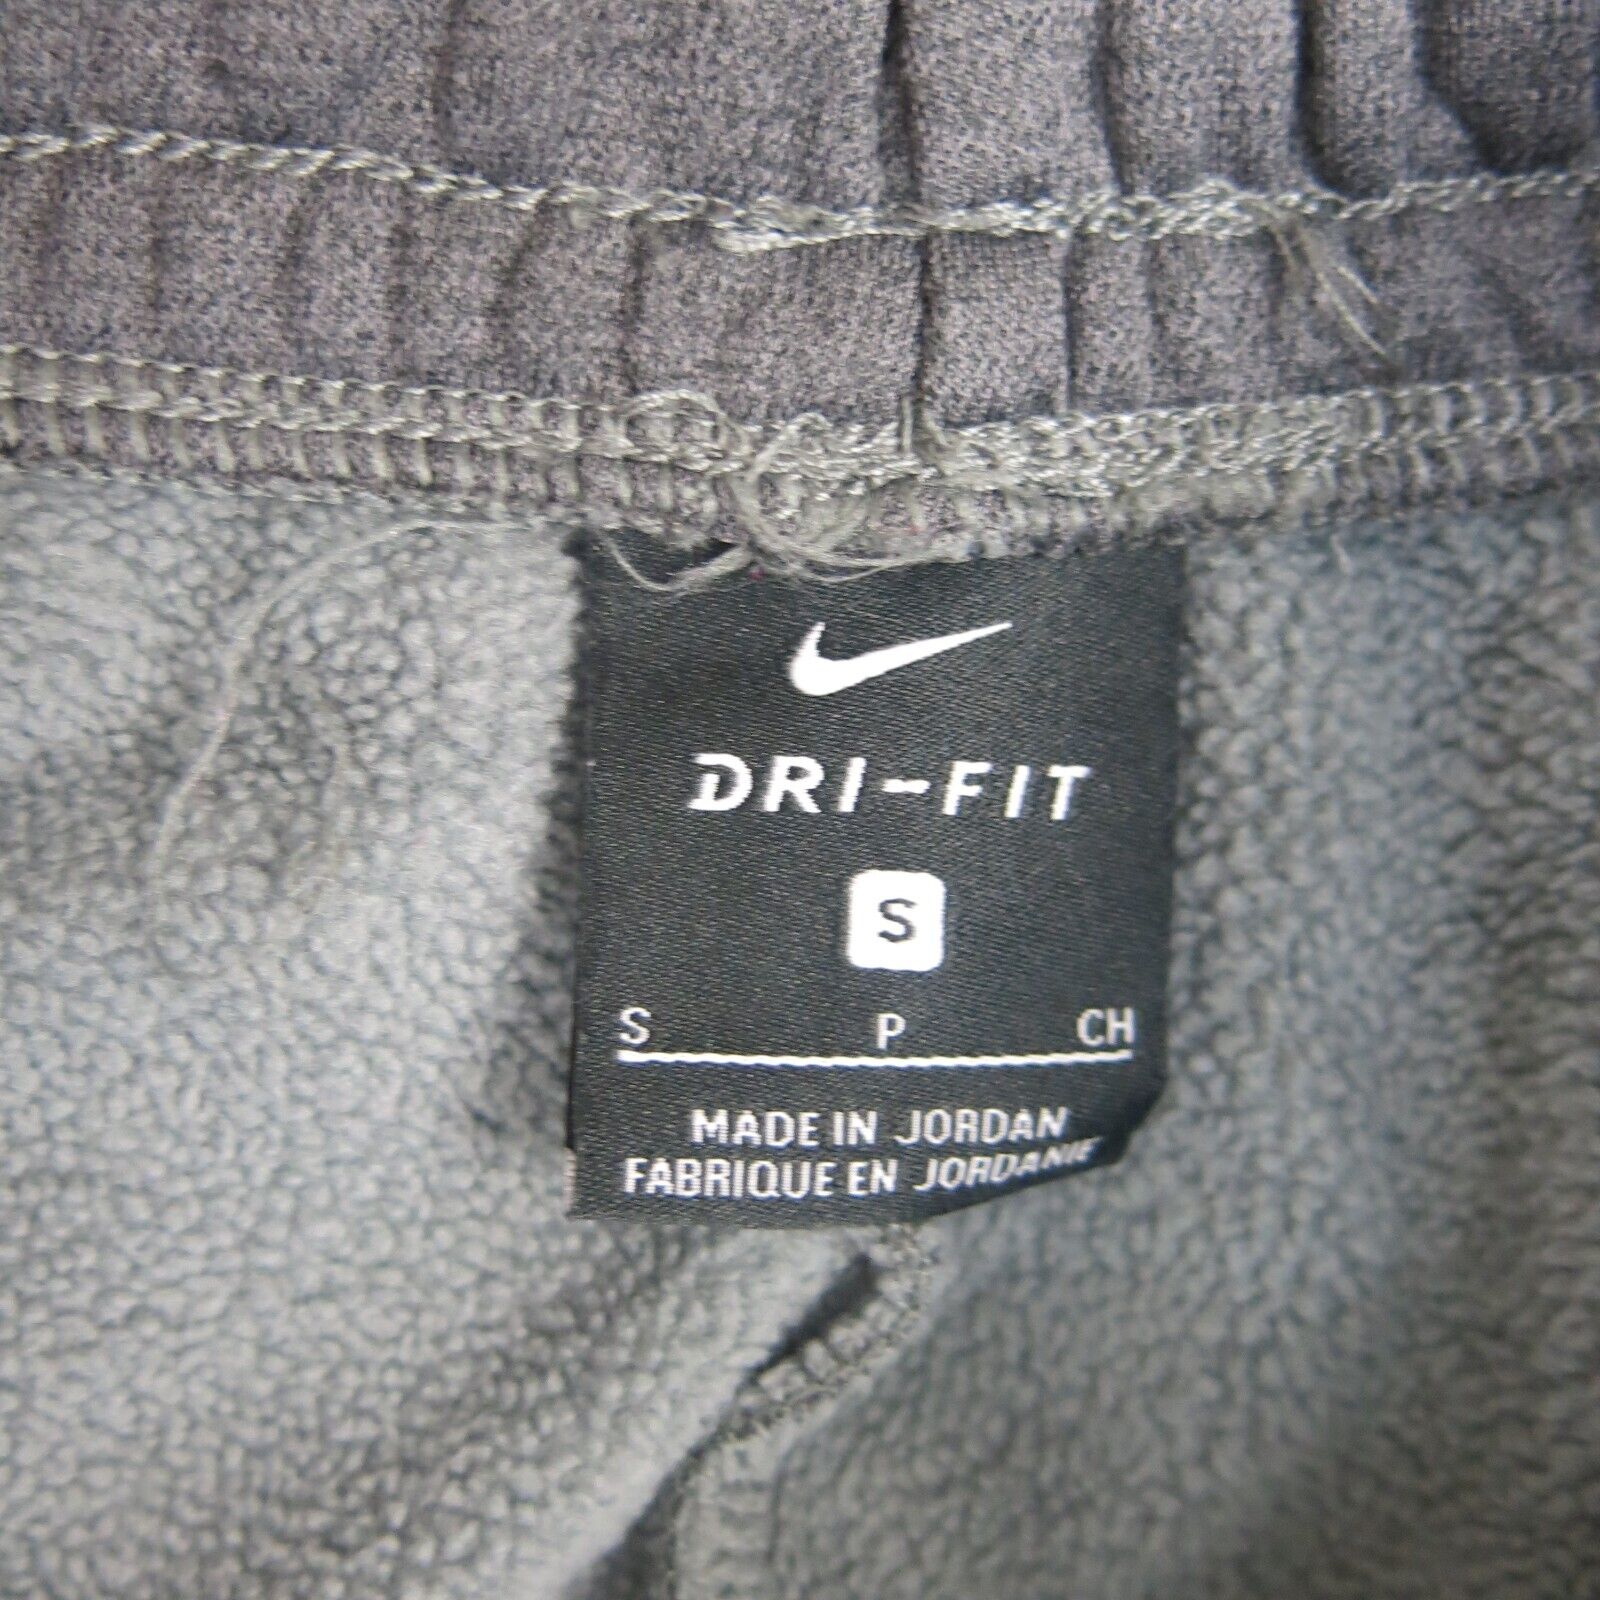 DRI-FIT
S
S P CH
MADE IN JORDAN
FABRIQUE EN JORDANIE